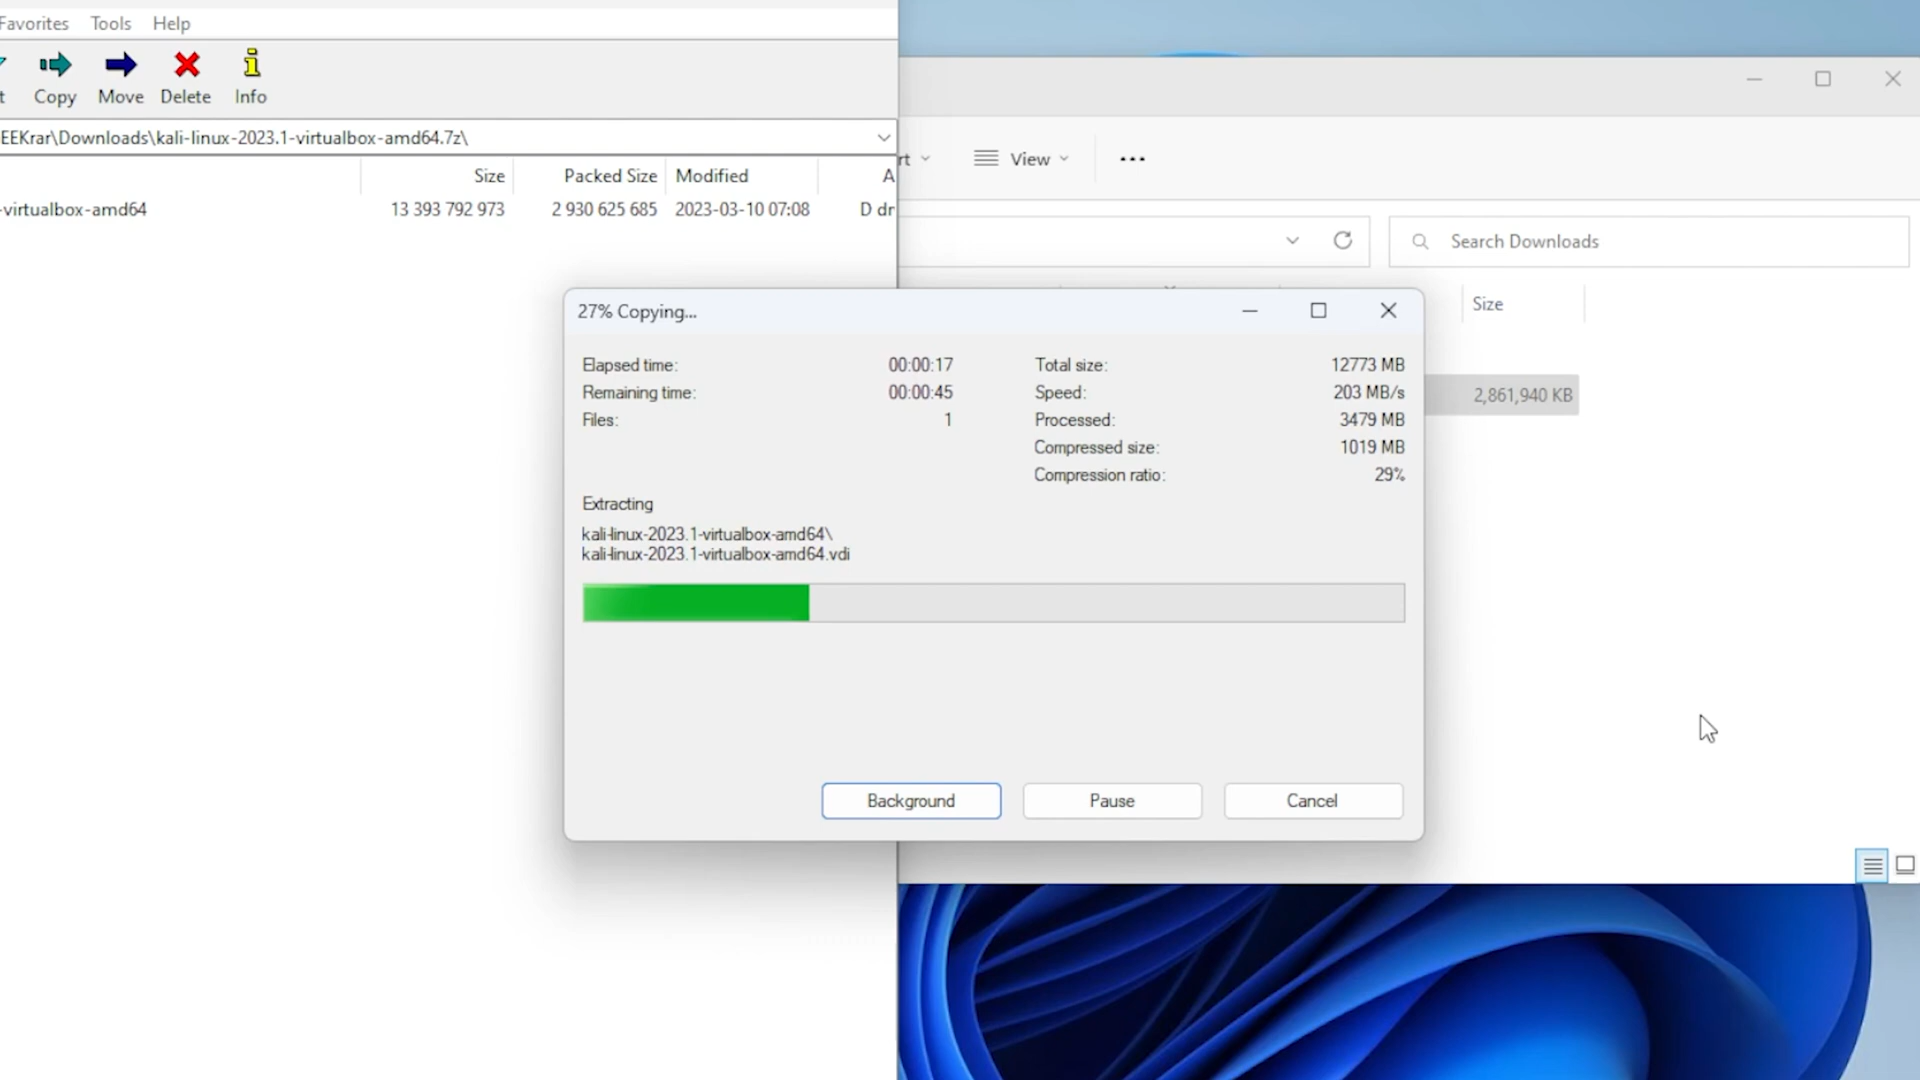 Favorites Tools Help
Copy Move Delete Info
EEKrar\Downloads\kali-linux-2023.1-virtualbox-amd64.7z\
Size Packed Size Modified A
-virtualbox-amd64 13 393 792 973 2 930 625 685 2023-03-10 07:08 D dr
rt View
Search Downloads
Size
2,861,940 KB
27% Copying...
Elapsed time: 00:00:17
Remaining time: 00:00:45
Files: 1
Total size: 12773 MB
Speed: 203 MB/s
Processed: 3479 MB
Compressed size: 1019 MB
Compression ratio: 29%
Extracting
kali-linux-2023.1-virtualbox-amd64\
kali-linux-2023.1-virtualbox-amd64.vdi
Background Pause Cancel